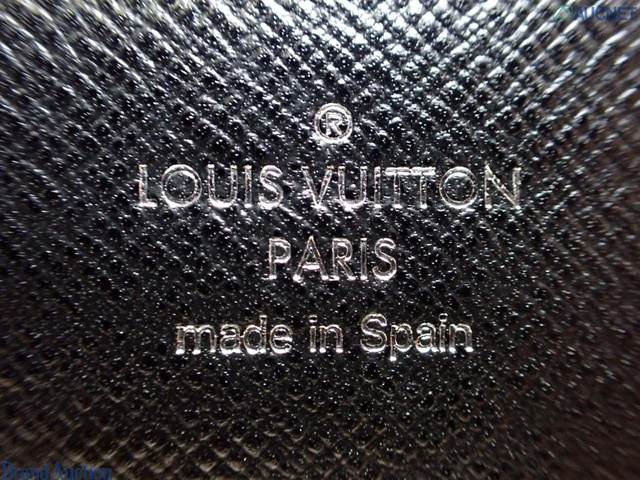 AUCNET
®
LOUIS VUITTON
PARIS
made in Spain
Brand Auction